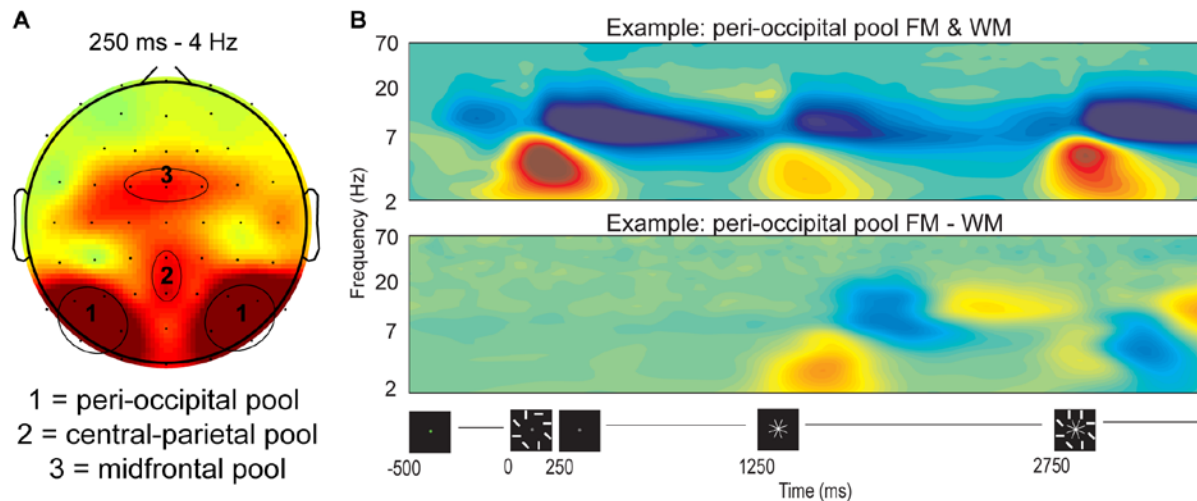 A
250 ms - 4 Hz
3
2
1 1
1 = peri-occipital pool
2 = central-parietal pool
3 = midfrontal pool
B
Example: peri-occipital pool FM & WM
70
20
7
2
Example: peri-occipital pool FM - WM
70
20
7
2
Frequency (Hz)
-500 0 250 1250 2750
Time (ms)